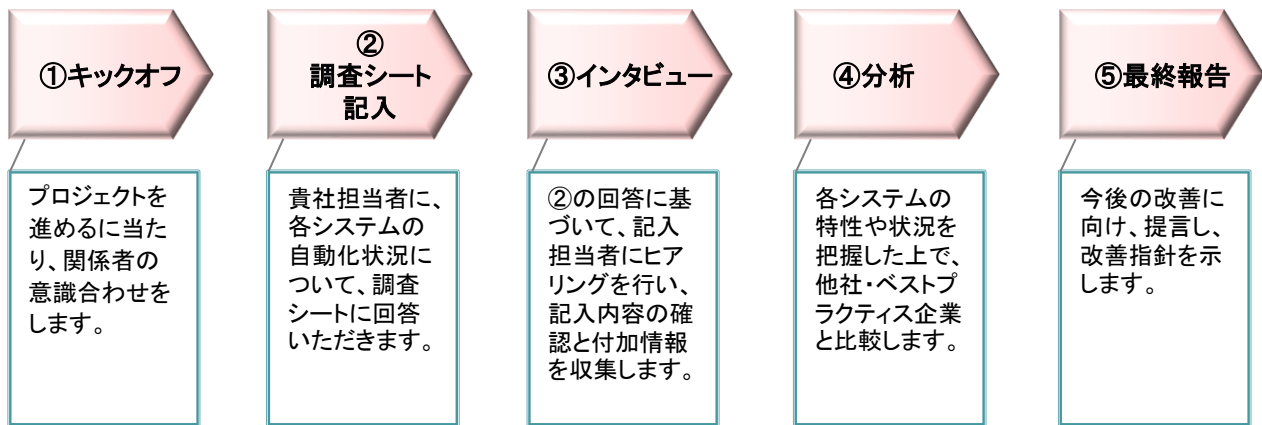 ①キックオフ
②
調査シート
記入
③インタビュー
④分析
⑤最終報告
プロジェクトを
進めるに当た
り、関係者の
意識合わせを
します。
貴社担当者に、
各システムの
自動化状況に
ついて、調査
シートに回答
いただきます。
②の回答に基
づいて、記入
担当者にヒア
リングを行い、
記入内容の確
認と付加情報
を収集します。
各システムの
特性や状況を
把握した上で、
他社・ベストプ
ラクティス企業
と比較します。
今後の改善に
向け、提言し、
改善指針を示
します。